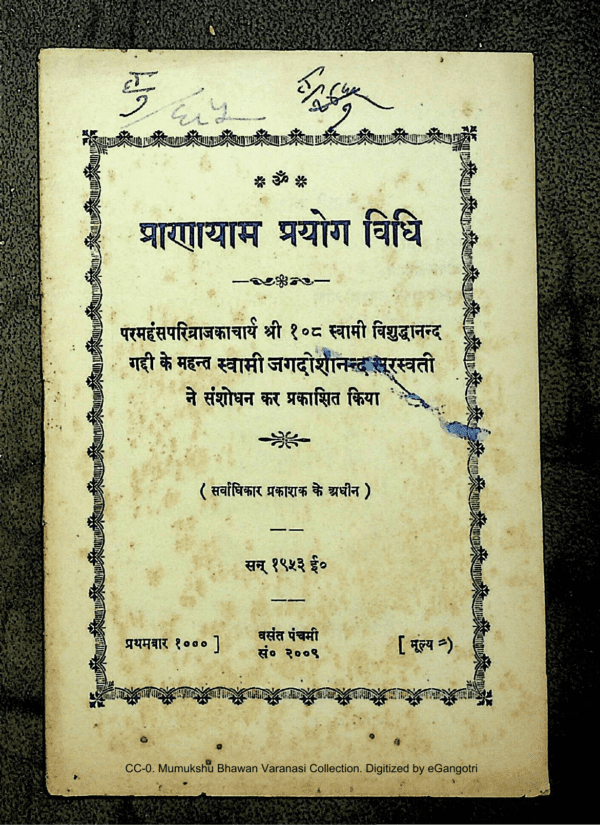 ॐ
प्राणायाम प्रयोग विधि
परमहंसपरिव्राजकाचार्य श्री १०८ स्वामी विशुद्धानन्द
गद्दी के महन्त स्वामी जगदीशानन्द सरस्वती
ने संशोधन कर प्रकाशित किया
( सर्वाधिकार प्रकाशक के अधीन )
सन् १९५३ ई०
प्रथमबार १००० ] वसंत पंचमी [ मूल्य =)
सं० २००९
CC-0. Mumukshu Bhawan Varanasi Collection. Digitized by eGangotri